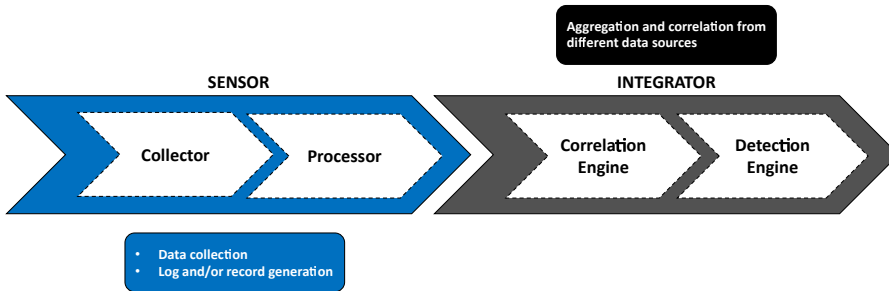 Aggregation and correlation from
different data sources
SENSOR
INTEGRATOR
Collector
Processor
Correlation
Engine
Detection
Engine
• Data collection
• Log and/or record generation